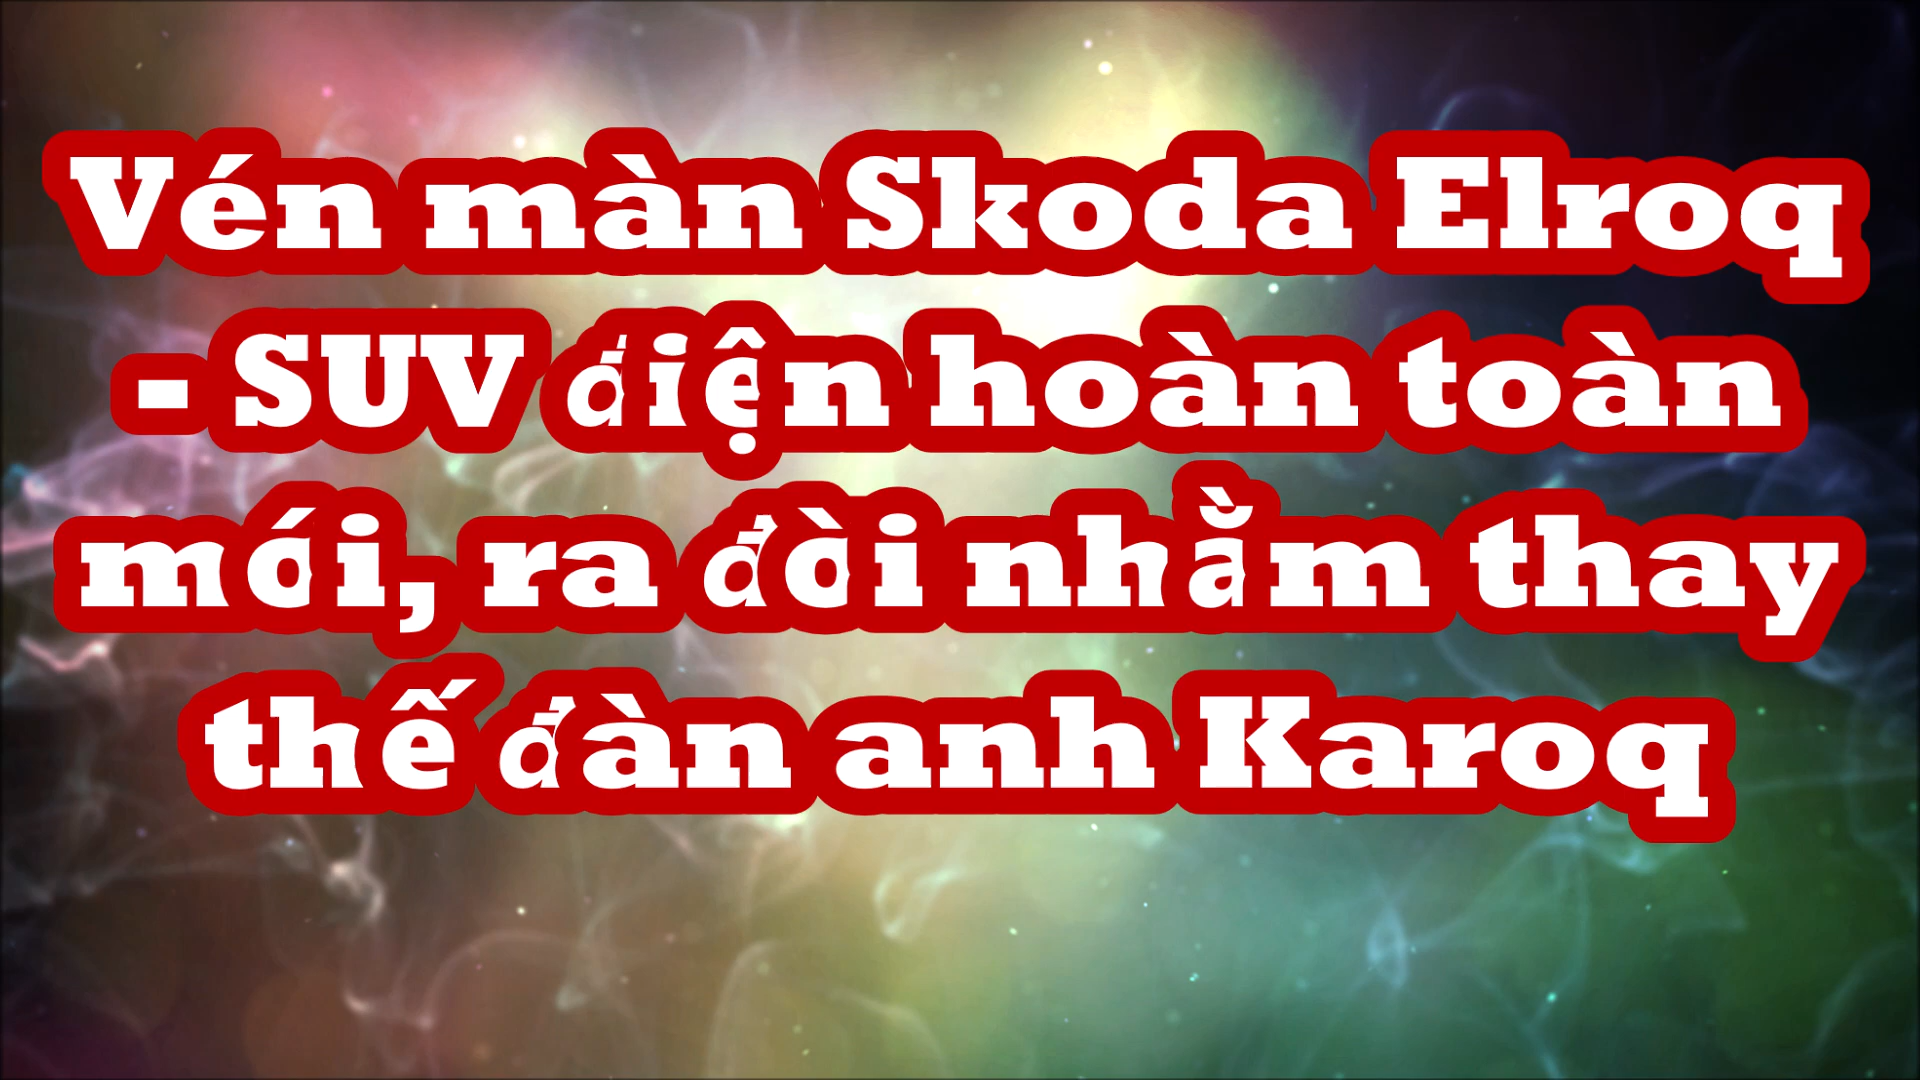 Vén màn Skoda Elroq
- SUV điện hoàn toàn
mới, ra đời nhằm thay
thế đàn anh Karoq